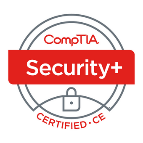 CompTIA
Security+
CERTIFIED • CE